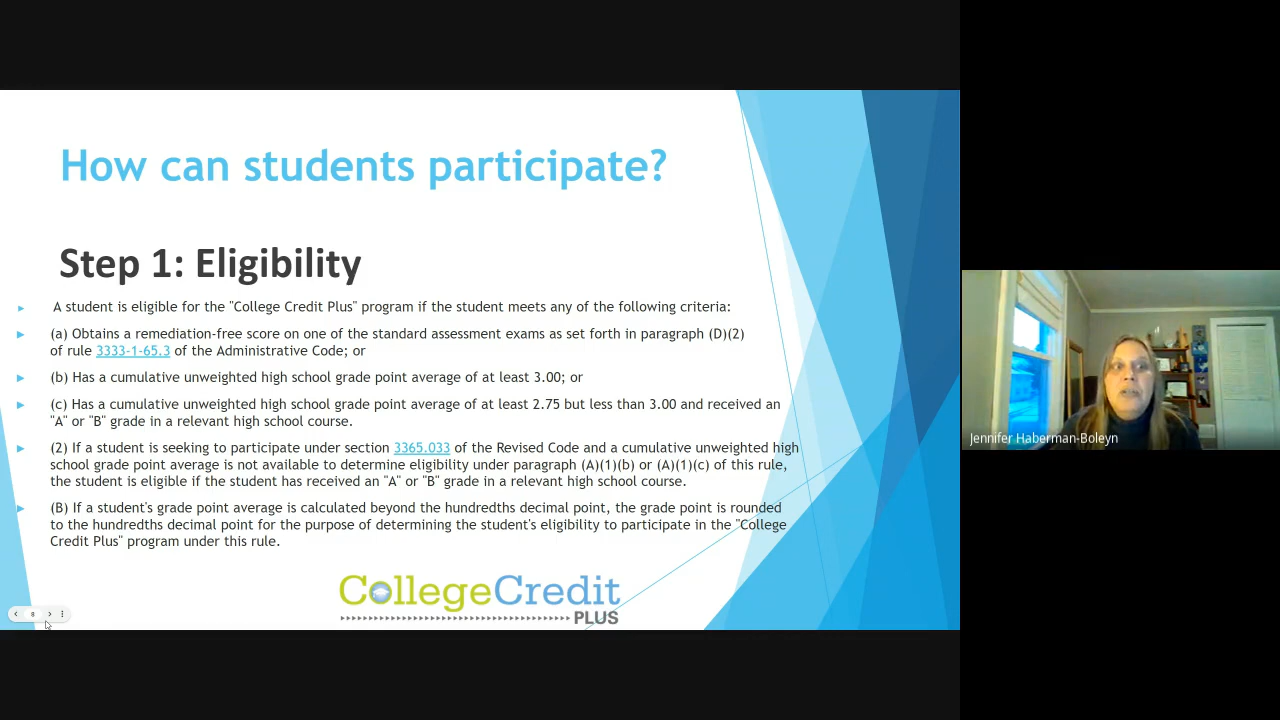 How can students participate?
Step 1: Eligibility
A student is eligible for the "College Credit Plus" program if the student meets any of the following criteria:
(a) Obtains a remediation-free score on one of the standard assessment exams as set forth in paragraph (D)(2)
of rule 3333-1-65.3 of the Administrative Code; or
(b) Has a cumulative unweighted high school grade point average of at least 3.00; or
(c) Has a cumulative unweighted high school grade point average of at least 2.75 but less than 3.00 and received an
"A" or "B" grade in a relevant high school course.
(2) If a student is seeking to participate under section 3365.033 of the Revised Code and a cumulative unweighted high
school grade point average is not available to determine eligibility under paragraph (A)(1)(b) or (A)(1)(c) of this rule,
the student is eligible if the student has received an "A" or "B" grade in a relevant high school course.
(B) If a student's grade point average is calculated beyond the hundredths decimal point, the grade point is rounded
to the hundredths decimal point for the purpose of determining the student's eligibility to participate in the "College
Credit Plus" program under this rule.
CollegeCredit
PLUS
8
Jennifer Haberman-Boleyn